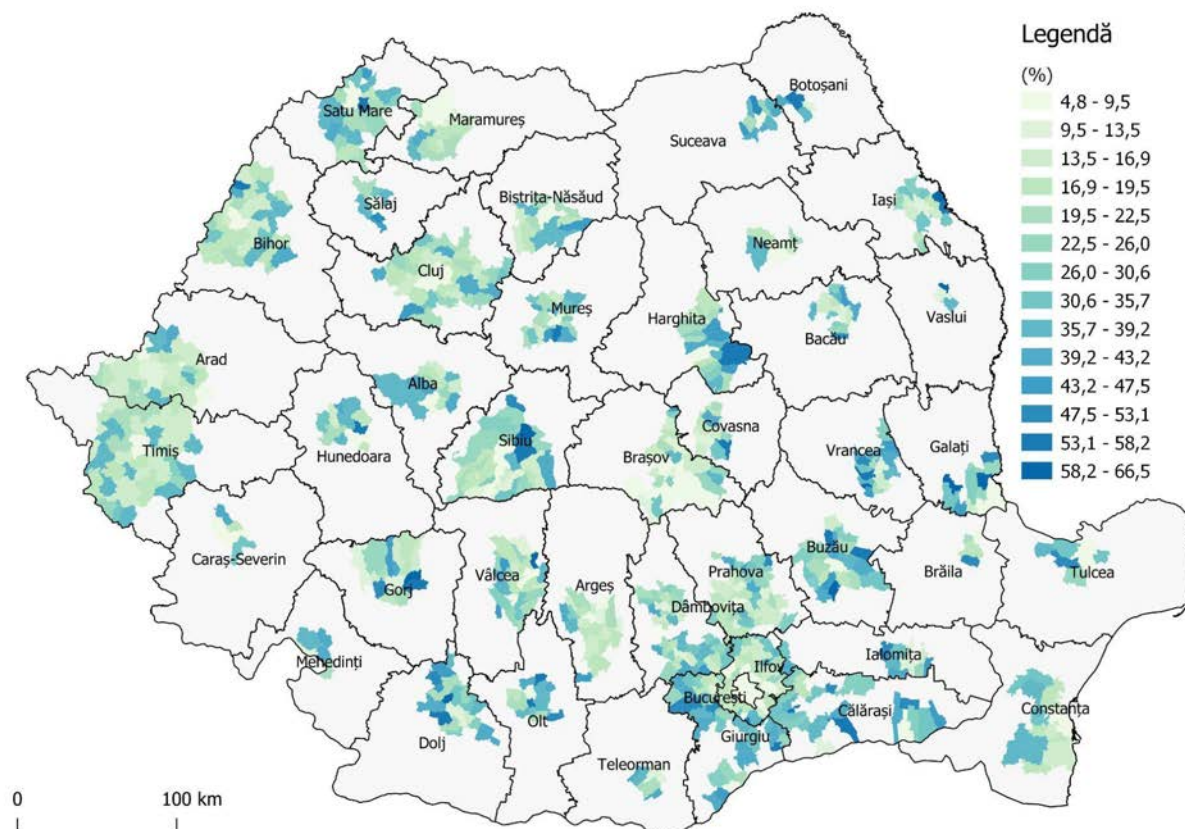 Legendă
(%)
4,8 - 9,5
9,5 - 13,5
13,5 - 16,9
16,9 - 19,5
19,5 - 22,5
22,5 - 26,0
26,0 - 30,6
30,6 - 35,7
35,7 - 39,2
39,2 - 43,2
43,2 - 47,5
47,5 - 53,1
53,1 - 58,2
58,2 - 66,5
Botoșani
Satu Mare
Maramureș
Suceava
Sălaj
Bistrița-Năsăud
Iași
Bihor
Neamț
Cluj
Mureș
Harghita
Bacău
Vaslui
Arad
Alba
Timiș
Hunedoara
Sibiu
Brașov
Covasna
Vrancea
Galați
Caraș-Severin
Gorj
Vâlcea
Argeș
Prahova
Dâmbovița
Buzău
Brăila
Tulcea
Mehedinți
Ilfov
Ialomița
București
Olt
Dolj
Giurgiu
Călărași
Constanța
Teleorman
0
100 km